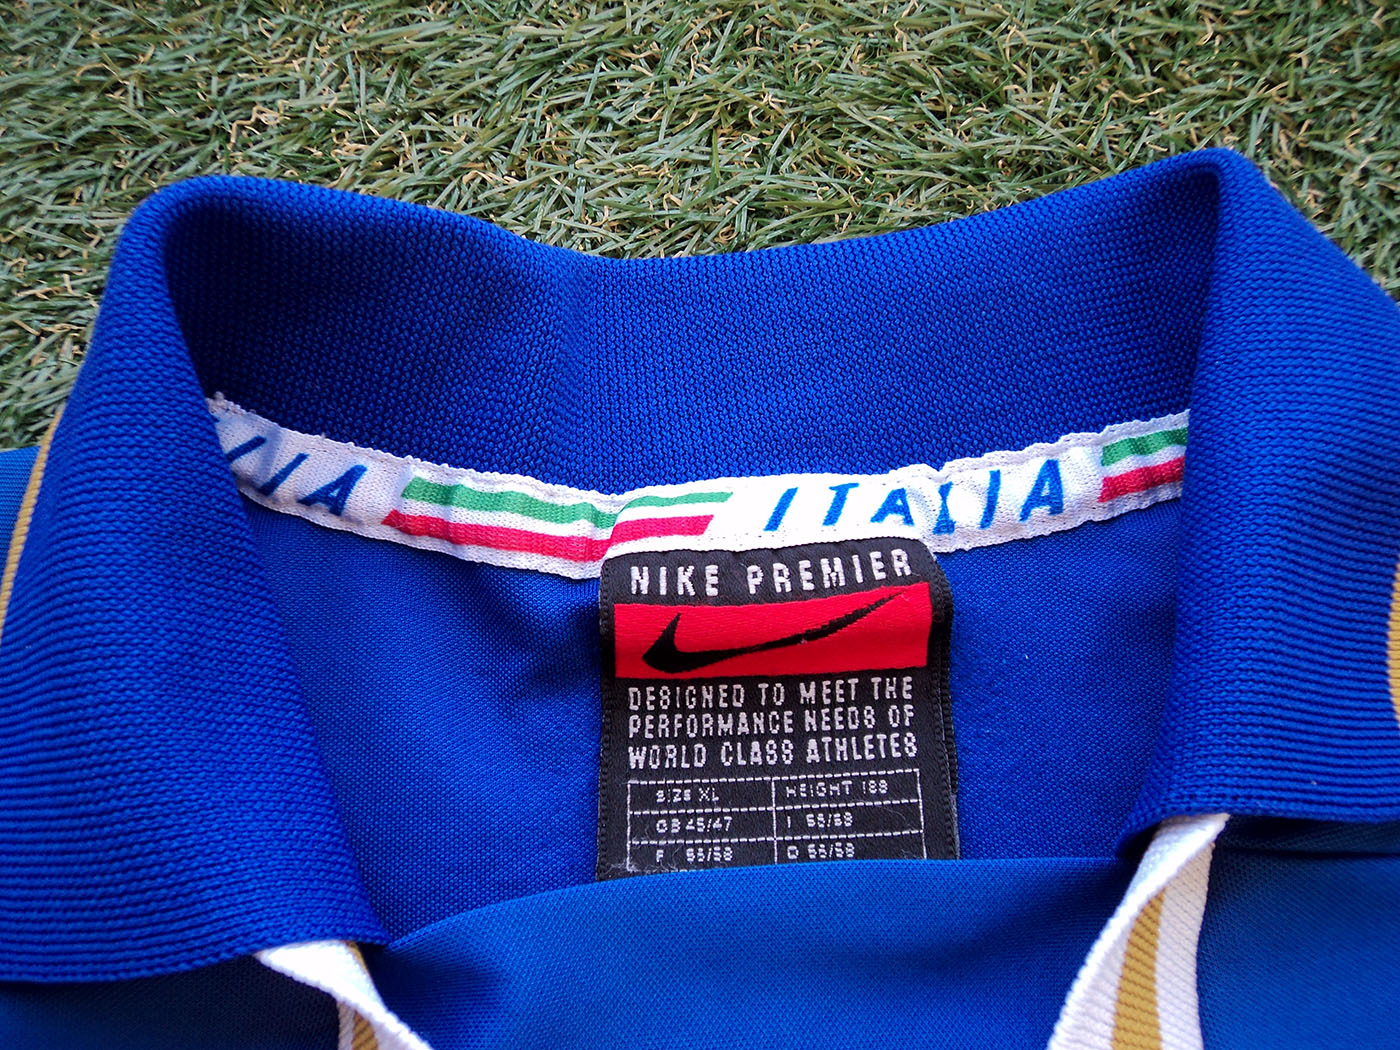 ITALIA
NIKE PREMIER
DESIGNED TO MEET THE
PERFORMANCE NEEDS OF
WORLD CLASS ATHLETES
SIZE XL HEIGHT 188
GB 45/47 I 56/58
F 56/58 D 56/58